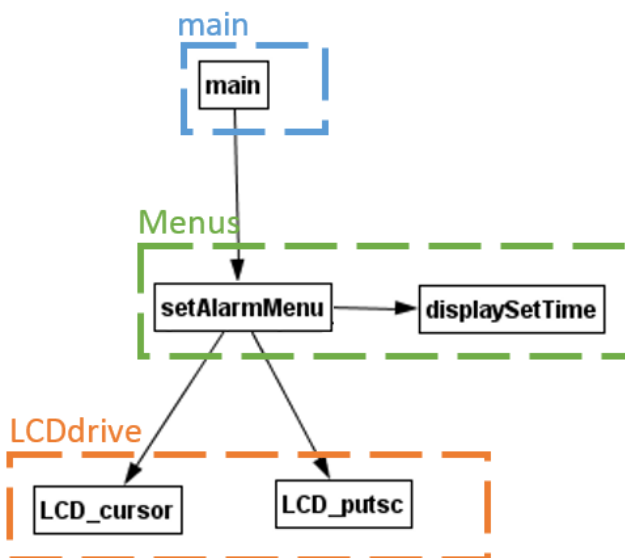 main
main
Menus
setAlarmMenu
displaySetTime
LCDdrive
LCD_cursor
LCD_putsc